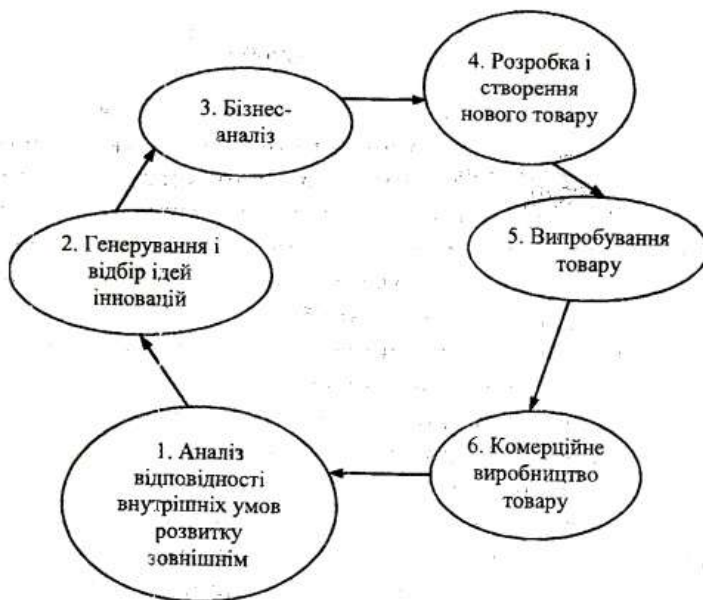 1. Аналіз
відповідності
внутрішніх умов
розвитку
зовнішнім
2. Генерування і
відбір ідей
інновацій
3. Бізнес-
аналіз
4. Розробка і
створення
нового товару
5. Випробування
товару
6. Комерційне
виробництво
товару